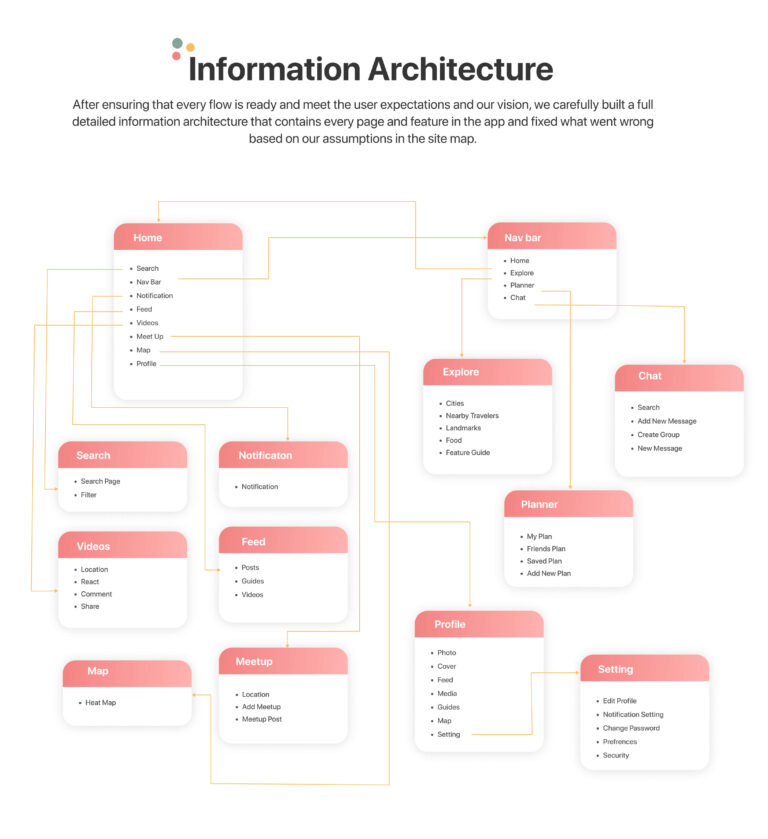 Information Architecture
After ensuring that every flow is ready and meet the user expectations and our vision, we carefully built a full
detailed information architecture that contains every page and feature in the app and fixed what went wrong
based on our assumptions in the site map.
Home
Search
Nav Bar
Notification
Feed
Videos
Meet Up
Map
Profile
Nav bar
Home
Explore
Planner
Chat
Explore
Cities
Nearby Travelers
Landmarks
Food
Feature Guide
Chat
Search
Add New Message
Create Group
New Message
Search
Search Page
Filter
Notificaton
Notification
Planner
My Plan
Friends Plan
Saved Plan
Add New Plan
Videos
Location
React
Comment
Share
Feed
Posts
Guides
Videos
Profile
Photo
Cover
Feed
Media
Guides
Map
Setting
Map
Heat Map
Meetup
Location
Add Meetup
Meetup Post
Setting
Edit Profile
Notification Setting
Change Password
Prefrences
Security